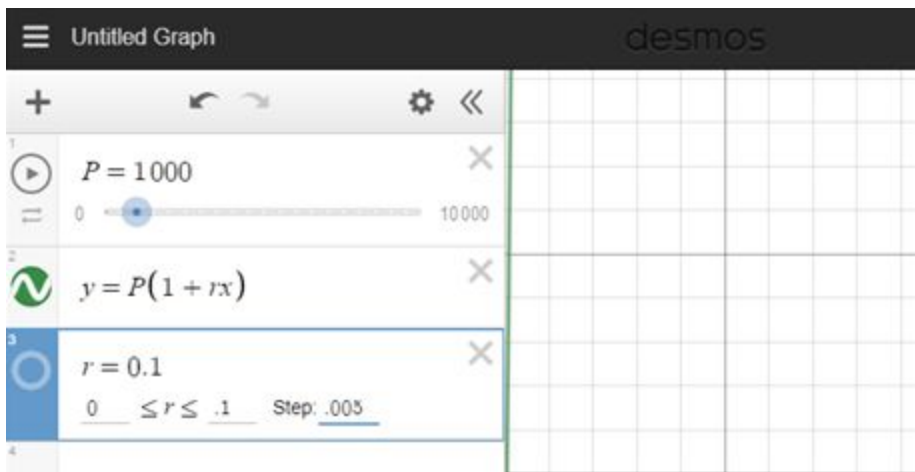 Untitled Graph desmos
1
P = 1000
0 10000
2
y = P(1 + rx)
3
r = 0.1
0 ≤ r ≤ .1 Step: .005
4